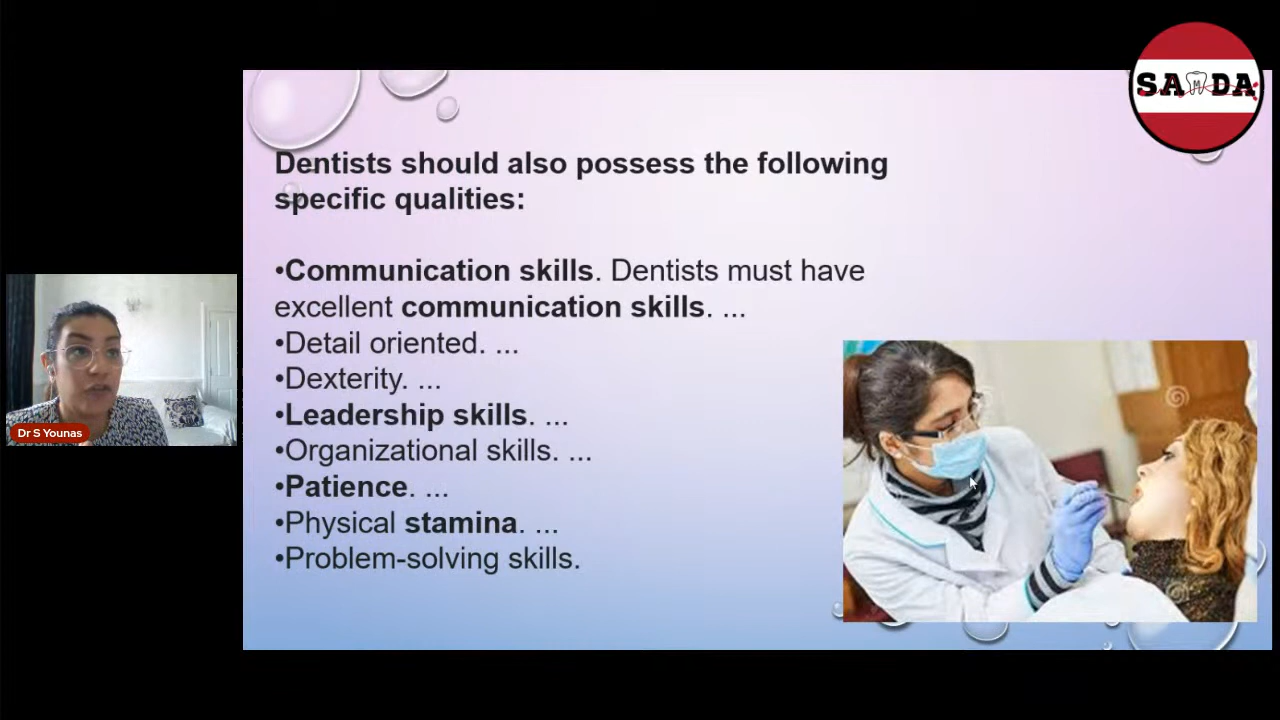 SAMDA
Dentists should also possess the following
specific qualities:
•Communication skills. Dentists must have
excellent communication skills. ...
•Detail oriented. ...
•Dexterity. ...
•Leadership skills. ...
•Organizational skills. ...
•Patience. ...
•Physical stamina. ...
•Problem-solving skills.
Dr S Younas